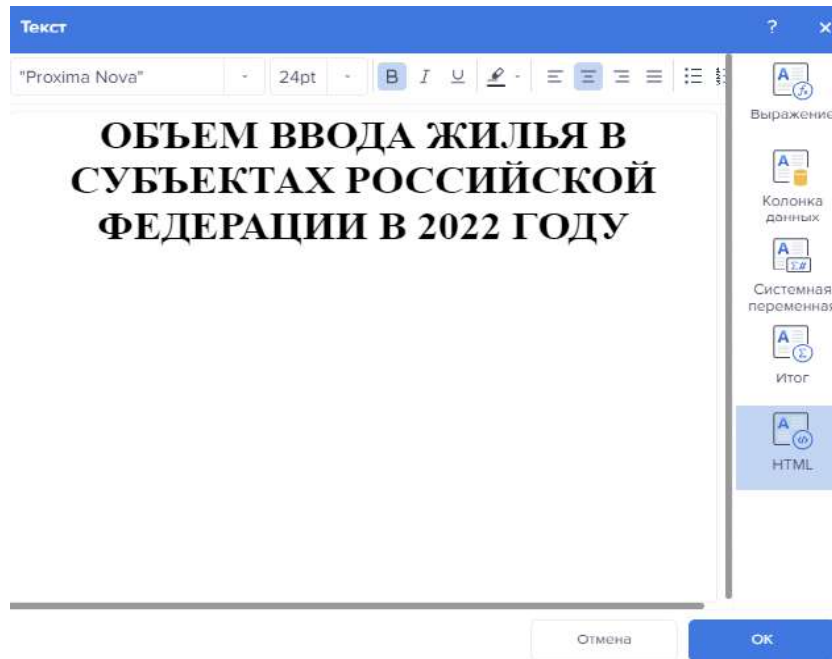 Текст
? ×
"Proxima Nova" 24pt B I U
ОБЪЕМ ВВОДА ЖИЛЬЯ В
СУБЪЕКТАХ РОССИЙСКОЙ
ФЕДЕРАЦИИ В 2022 ГОДУ
Выражение
Колонка
данных
Системная
переменная
Итог
HTML
Отмена
ОК